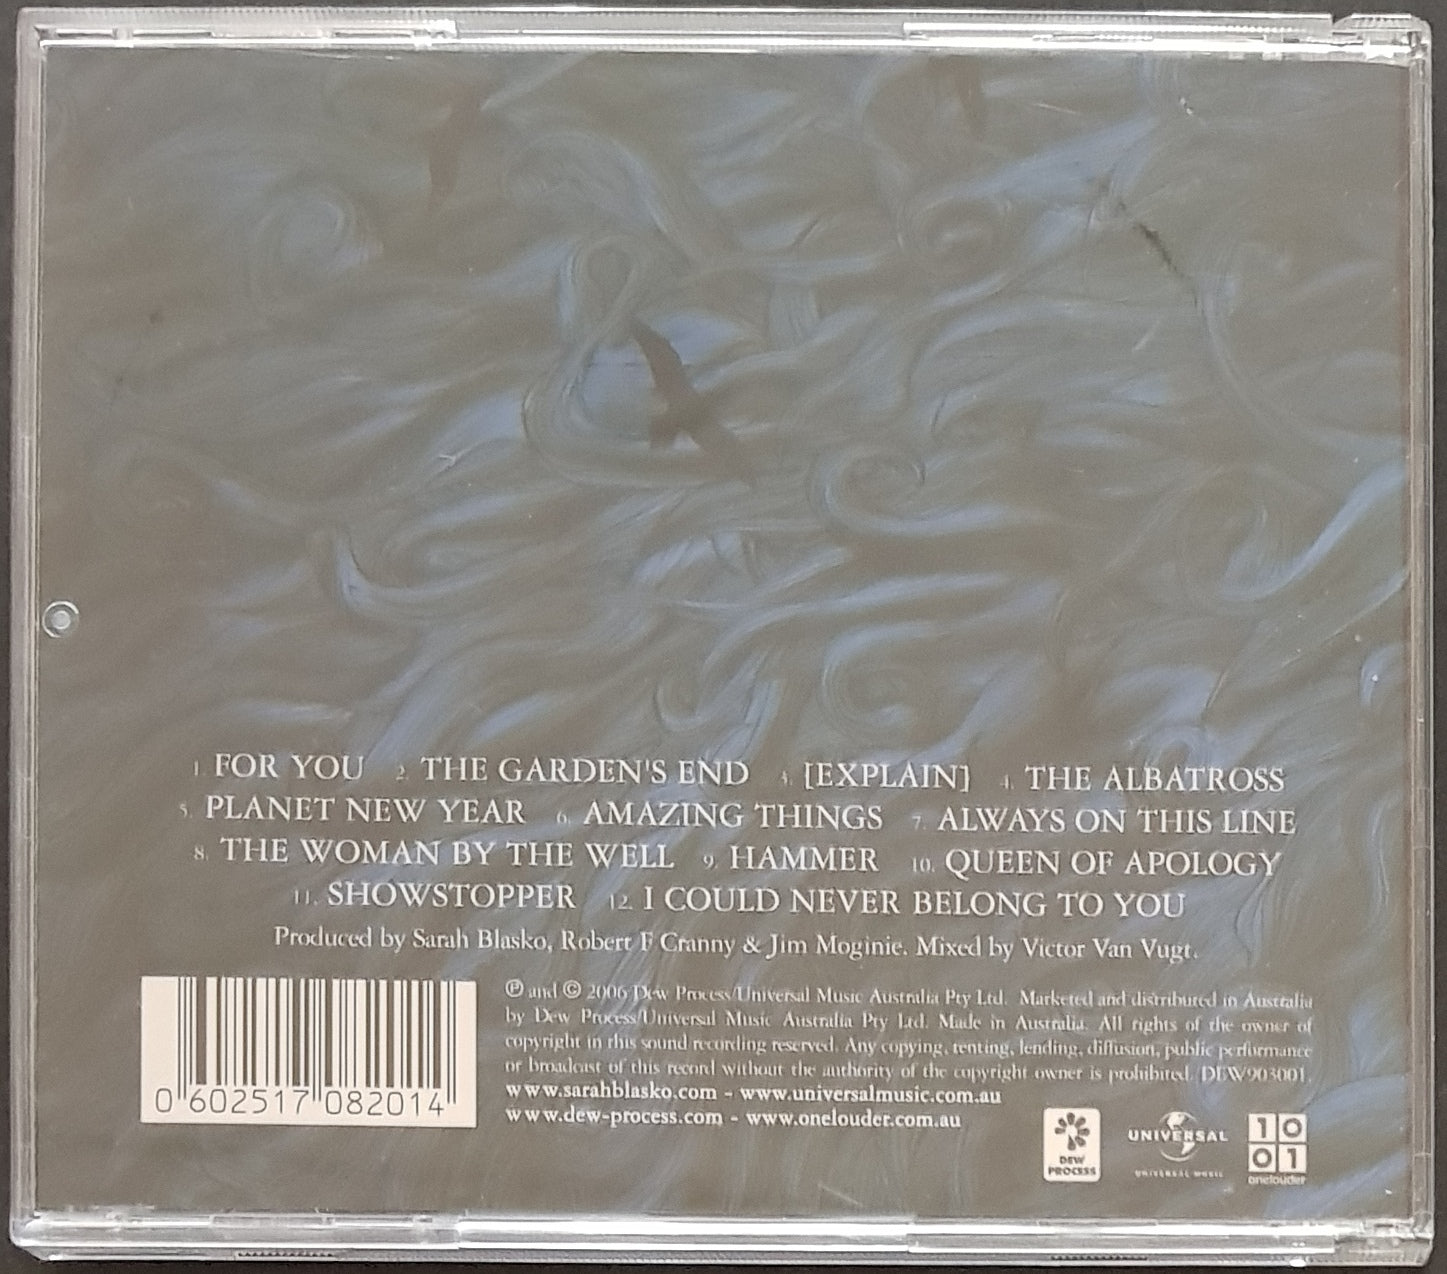 1. FOR YOU 2. THE GARDEN'S END 3. [EXPLAIN] 4. THE ALBATROSS
5. PLANET NEW YEAR 6. AMAZING THINGS 7. ALWAYS ON THIS LINE
8. THE WOMAN BY THE WELL 9. HAMMER 10. QUEEN OF APOLOGY
11. SHOWSTOPPER 12. I COULD NEVER BELONG TO YOU
Produced by Sarah Blasko, Robert F Cranny & Jim Moginie. Mixed by Victor Van Vugt.
℗ and © 2006 Dew Process/Universal Music Australia Pty Ltd. Marketed and distributed in Australia
by Dew Process/Universal Music Australia Pty Ltd. Made in Australia. All rights of the owner of
copyright in this sound recording reserved. Any copying, renting, lending, diffusion, public performance
or broadcast of this record without the authority of the copyright owner is prohibited. DEW903001.
www.sarahblasko.com - www.universalmusic.com.au
www.dew-process.com - www.onelouder.com.au
0 602517 082014
DEW
PROCESS
UNIVERSAL
UNIVERSAL MUSIC
10
01
onelouder